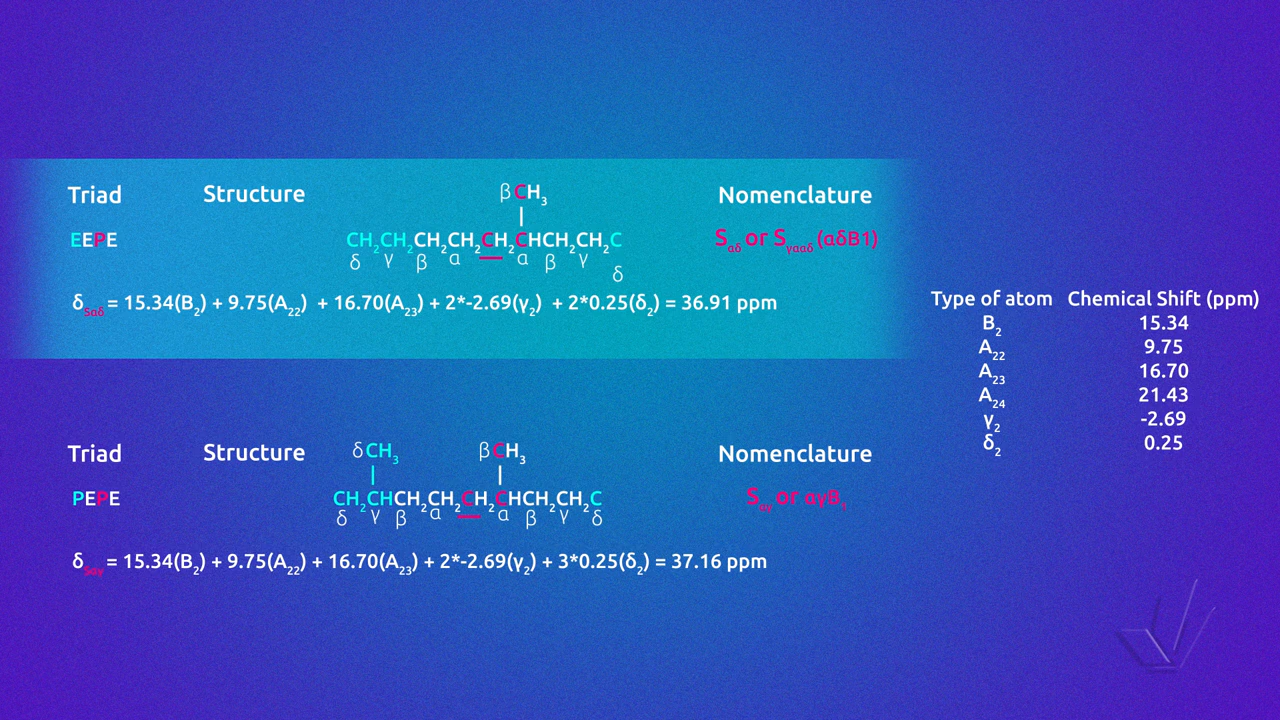 Triad Structure βCH₃ Nomenclature
EEPE CH₂CH₂CH₂CH₂CH₂CHCH₂CH₂C Sαδ or Sγααδ (αδB1)
δ γ β α α β γ δ
δSαδ = 15.34(B₂) + 9.75(A₂₂) + 16.70(A₂₃) + 2*-2.69(γ₂) + 2*0.25(δ₂) = 36.91 ppm
Type of atom Chemical Shift (ppm)
B₂ 15.34
A₂₂ 9.75
A₂₃ 16.70
A₂₄ 21.43
γ₂ -2.69
δ₂ 0.25
Triad Structure δCH₃ βCH₃ Nomenclature
PEPE CH₂CHCH₂CH₂CH₂CHCH₂CH₂C Sαγ or αγB₁
δ γ β α α β γ δ
δSαγ = 15.34(B₂) + 9.75(A₂₂) + 16.70(A₂₃) + 2*-2.69(γ₂) + 3*0.25(δ₂) = 37.16 ppm